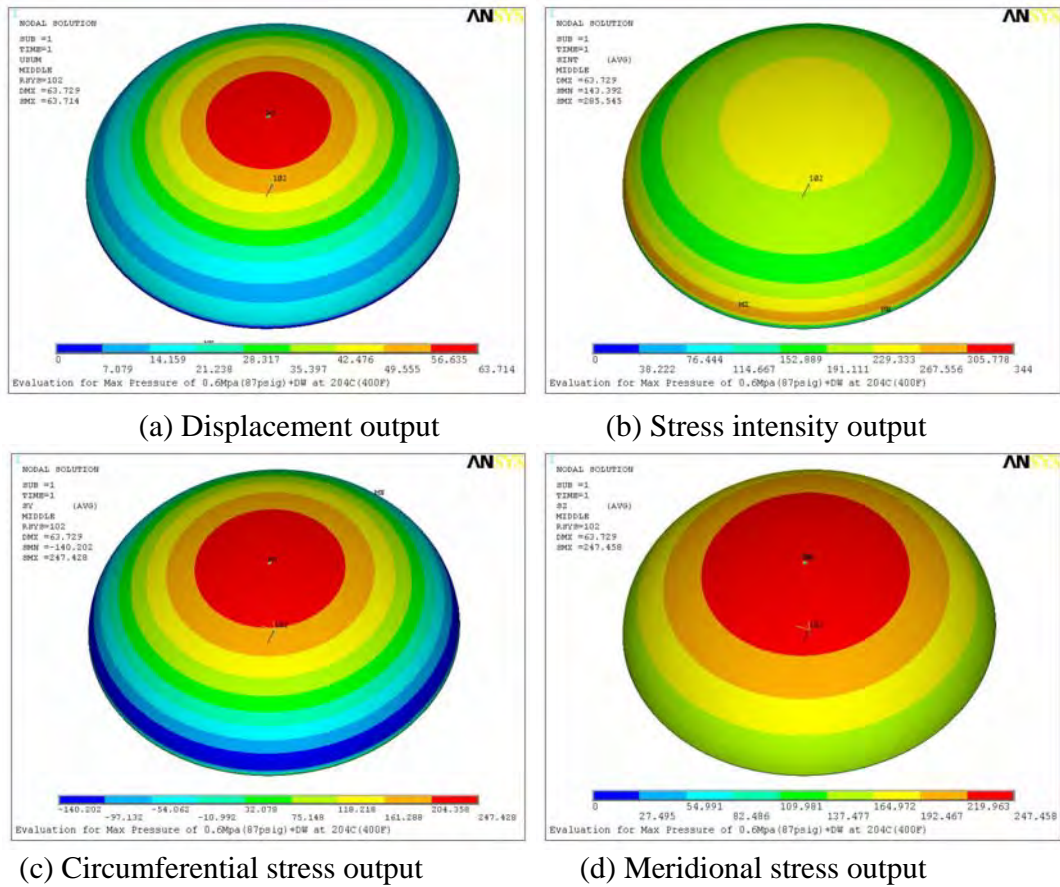 ANSYS
NODAL SOLUTION
SUB =1
TIME=1
USUM
MIDDLE
RSYS=102
DMX =63.729
SMX =63.714
102
0 14.159 28.317 42.476 56.635
7.079 21.238 35.397 49.555 63.714
Evaluation for Max Pressure of 0.6Mpa(87psig)+DW at 204C(400F)
(a) Displacement output
ANSYS
NODAL SOLUTION
SUB =1
TIME=1
SINT (AVG)
MIDDLE
DMX =63.729
SMN =143.392
SMX =285.545
102
0 76.444 152.889 229.333 305.778
38.222 114.667 191.111 267.556 344
Evaluation for Max Pressure of 0.6Mpa(87psig)+DW at 204C(400F)
(b) Stress intensity output
ANSYS
NODAL SOLUTION
SUB =1
TIME=1
SY (AVG)
MIDDLE
RSYS=102
DMX =63.729
SMN =-140.202
SMX =247.428
MX
-140.202 -54.062 32.078 118.218 204.358
-97.132 -10.992 75.148 161.288 247.428
Evaluation for Max Pressure of 0.6Mpa(87psig)+DW at 204C(400F)
(c) Circumferential stress output
ANSYS
NODAL SOLUTION
SUB =1
TIME=1
SZ (AVG)
MIDDLE
RSYS=102
DMX =63.729
SMX =247.458
0 54.991 109.981 164.972 219.963
27.495 82.486 137.477 192.467 247.458
Evaluation for Max Pressure of 0.6Mpa(87psig)+DW at 204C(400F)
(d) Meridional stress output